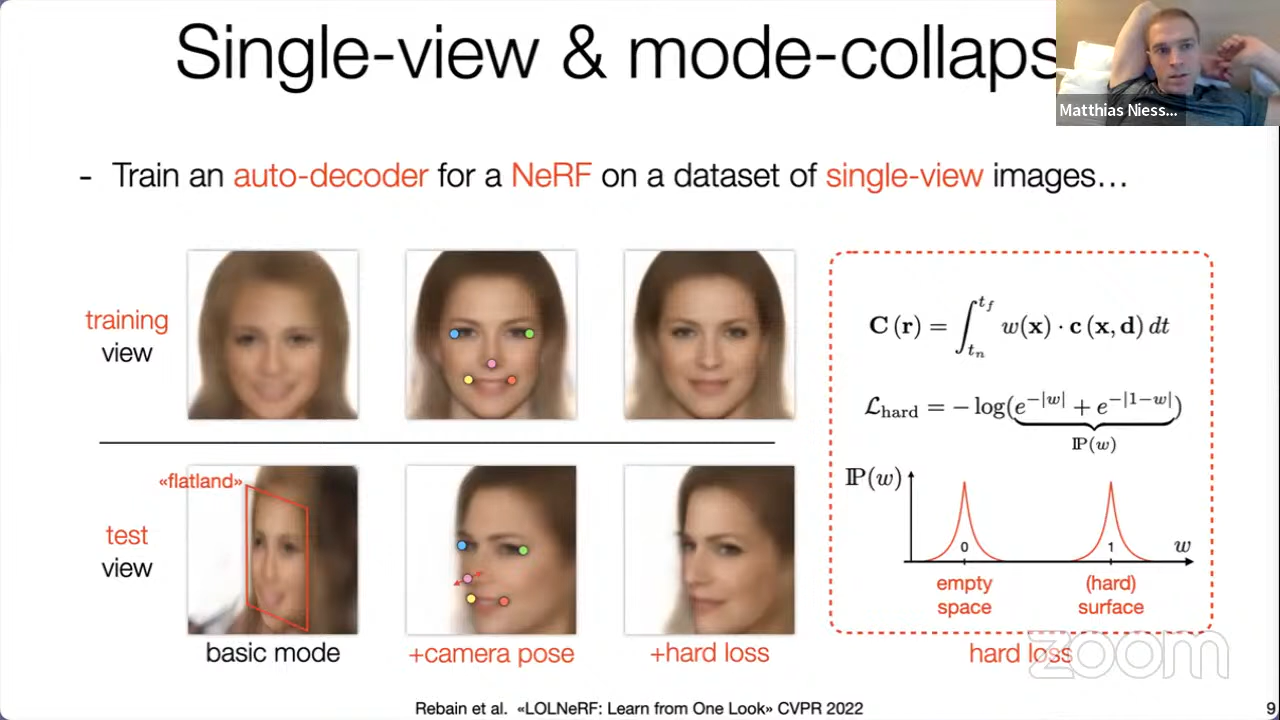 Single-view & mode-collaps
Matthias Niess...
- Train an auto-decoder for a NeRF on a dataset of single-view images…
training
view
C (r) = ∫_{t_n}^{t_f} w(x) · c (x, d) dt
ℒ_hard = − log(e^{−|w|} + e^{−|1−w|})
ℙ(w)
«flatland»
test
view
ℙ(w)
0
1
w
empty
space
(hard)
surface
basic mode
+camera pose
+hard loss
hard loss
zoom
Rebain et al. «LOLNeRF: Learn from One Look» CVPR 2022
9